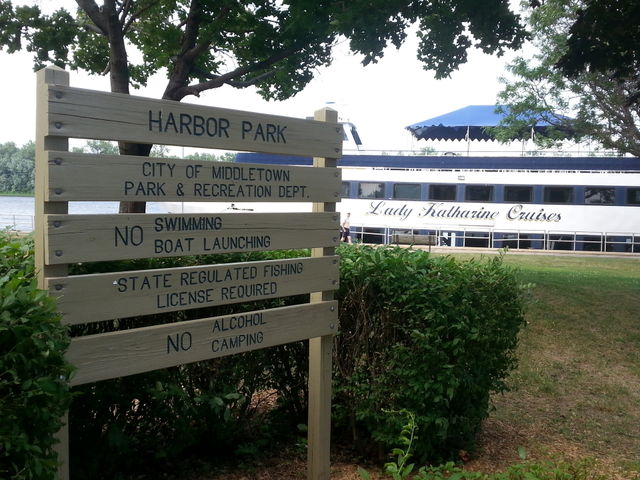 HARBOR PARK
CITY OF MIDDLETOWN
PARK & RECREATION DEPT.
NO SWIMMING
BOAT LAUNCHING
STATE REGULATED FISHING
LICENSE REQUIRED
NO ALCOHOL
CAMPING
Lady Katharine Cruises